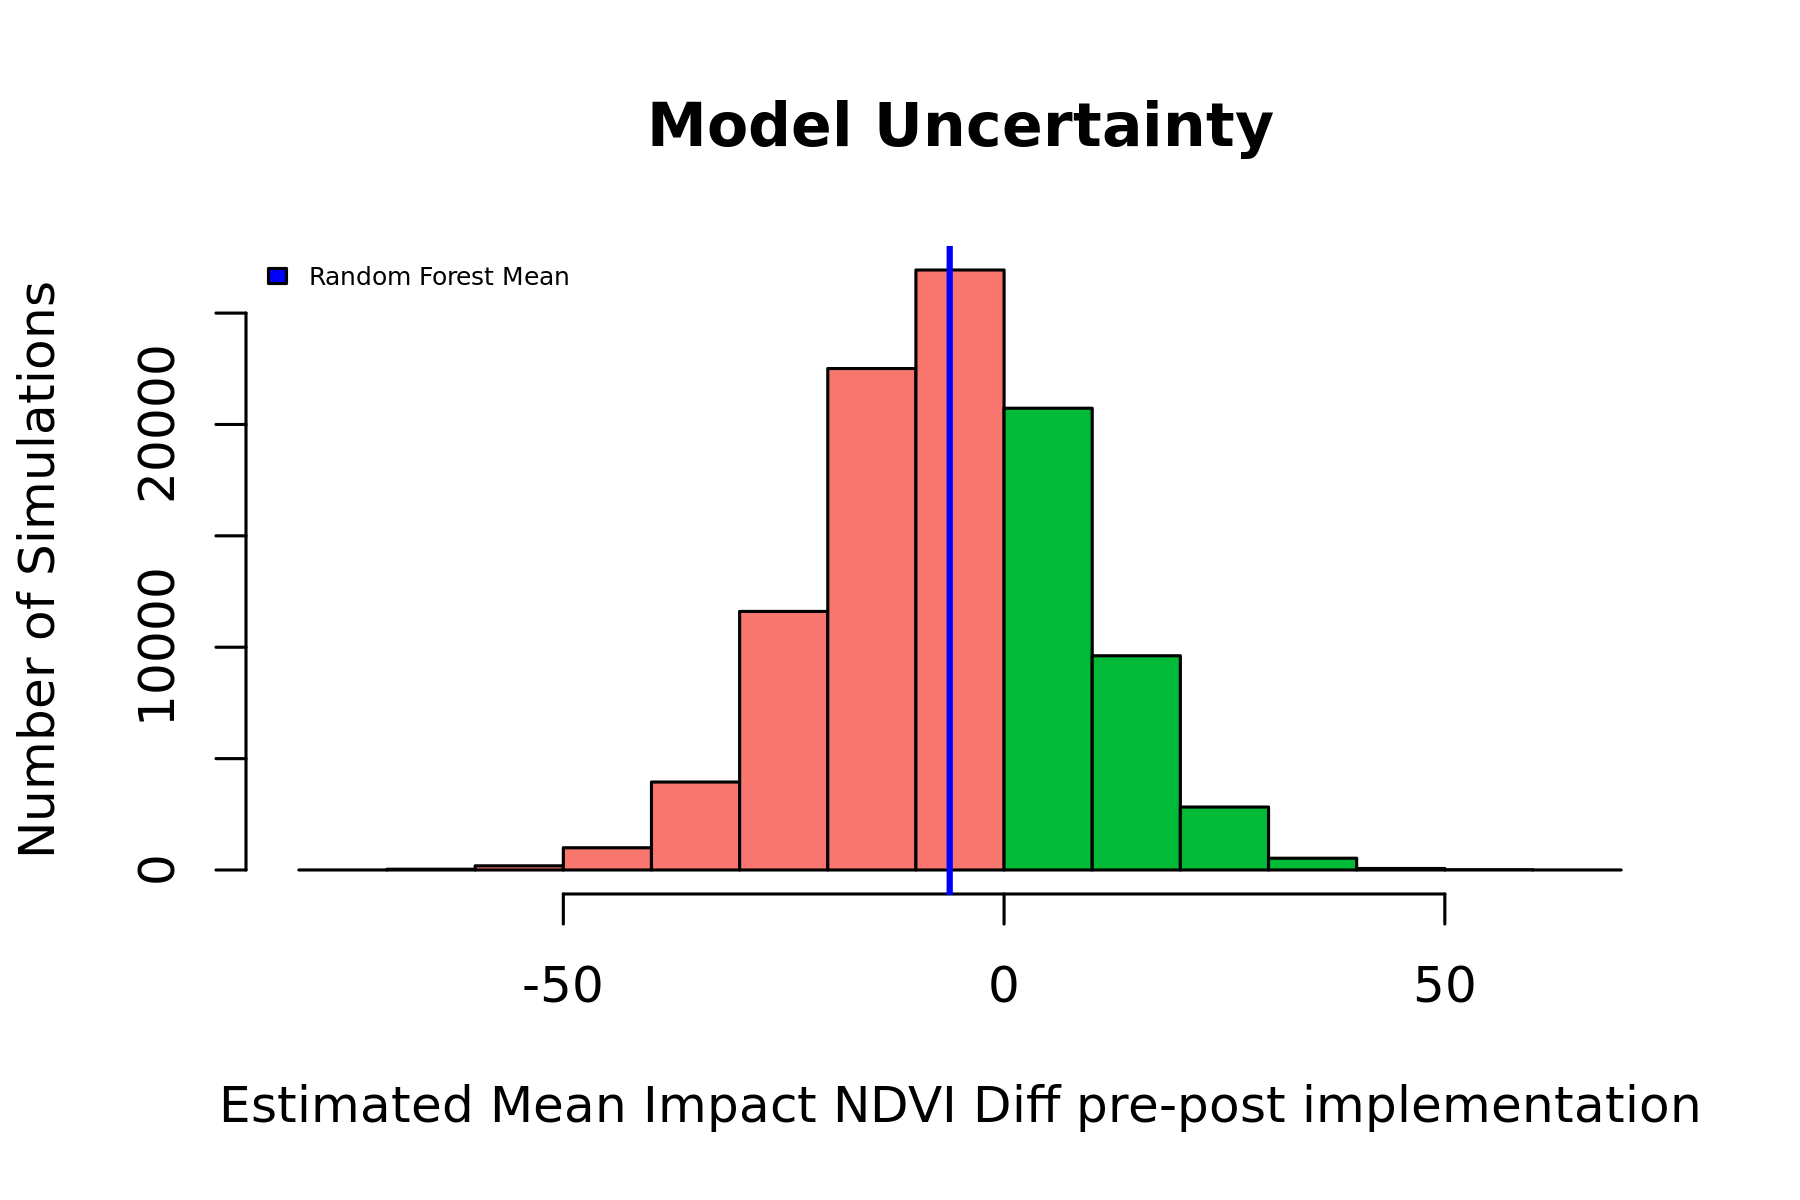 Model Uncertainty
Random Forest Mean
Number of Simulations
20000
10000
0
-50 0 50
Estimated Mean Impact NDVI Diff pre-post implementation